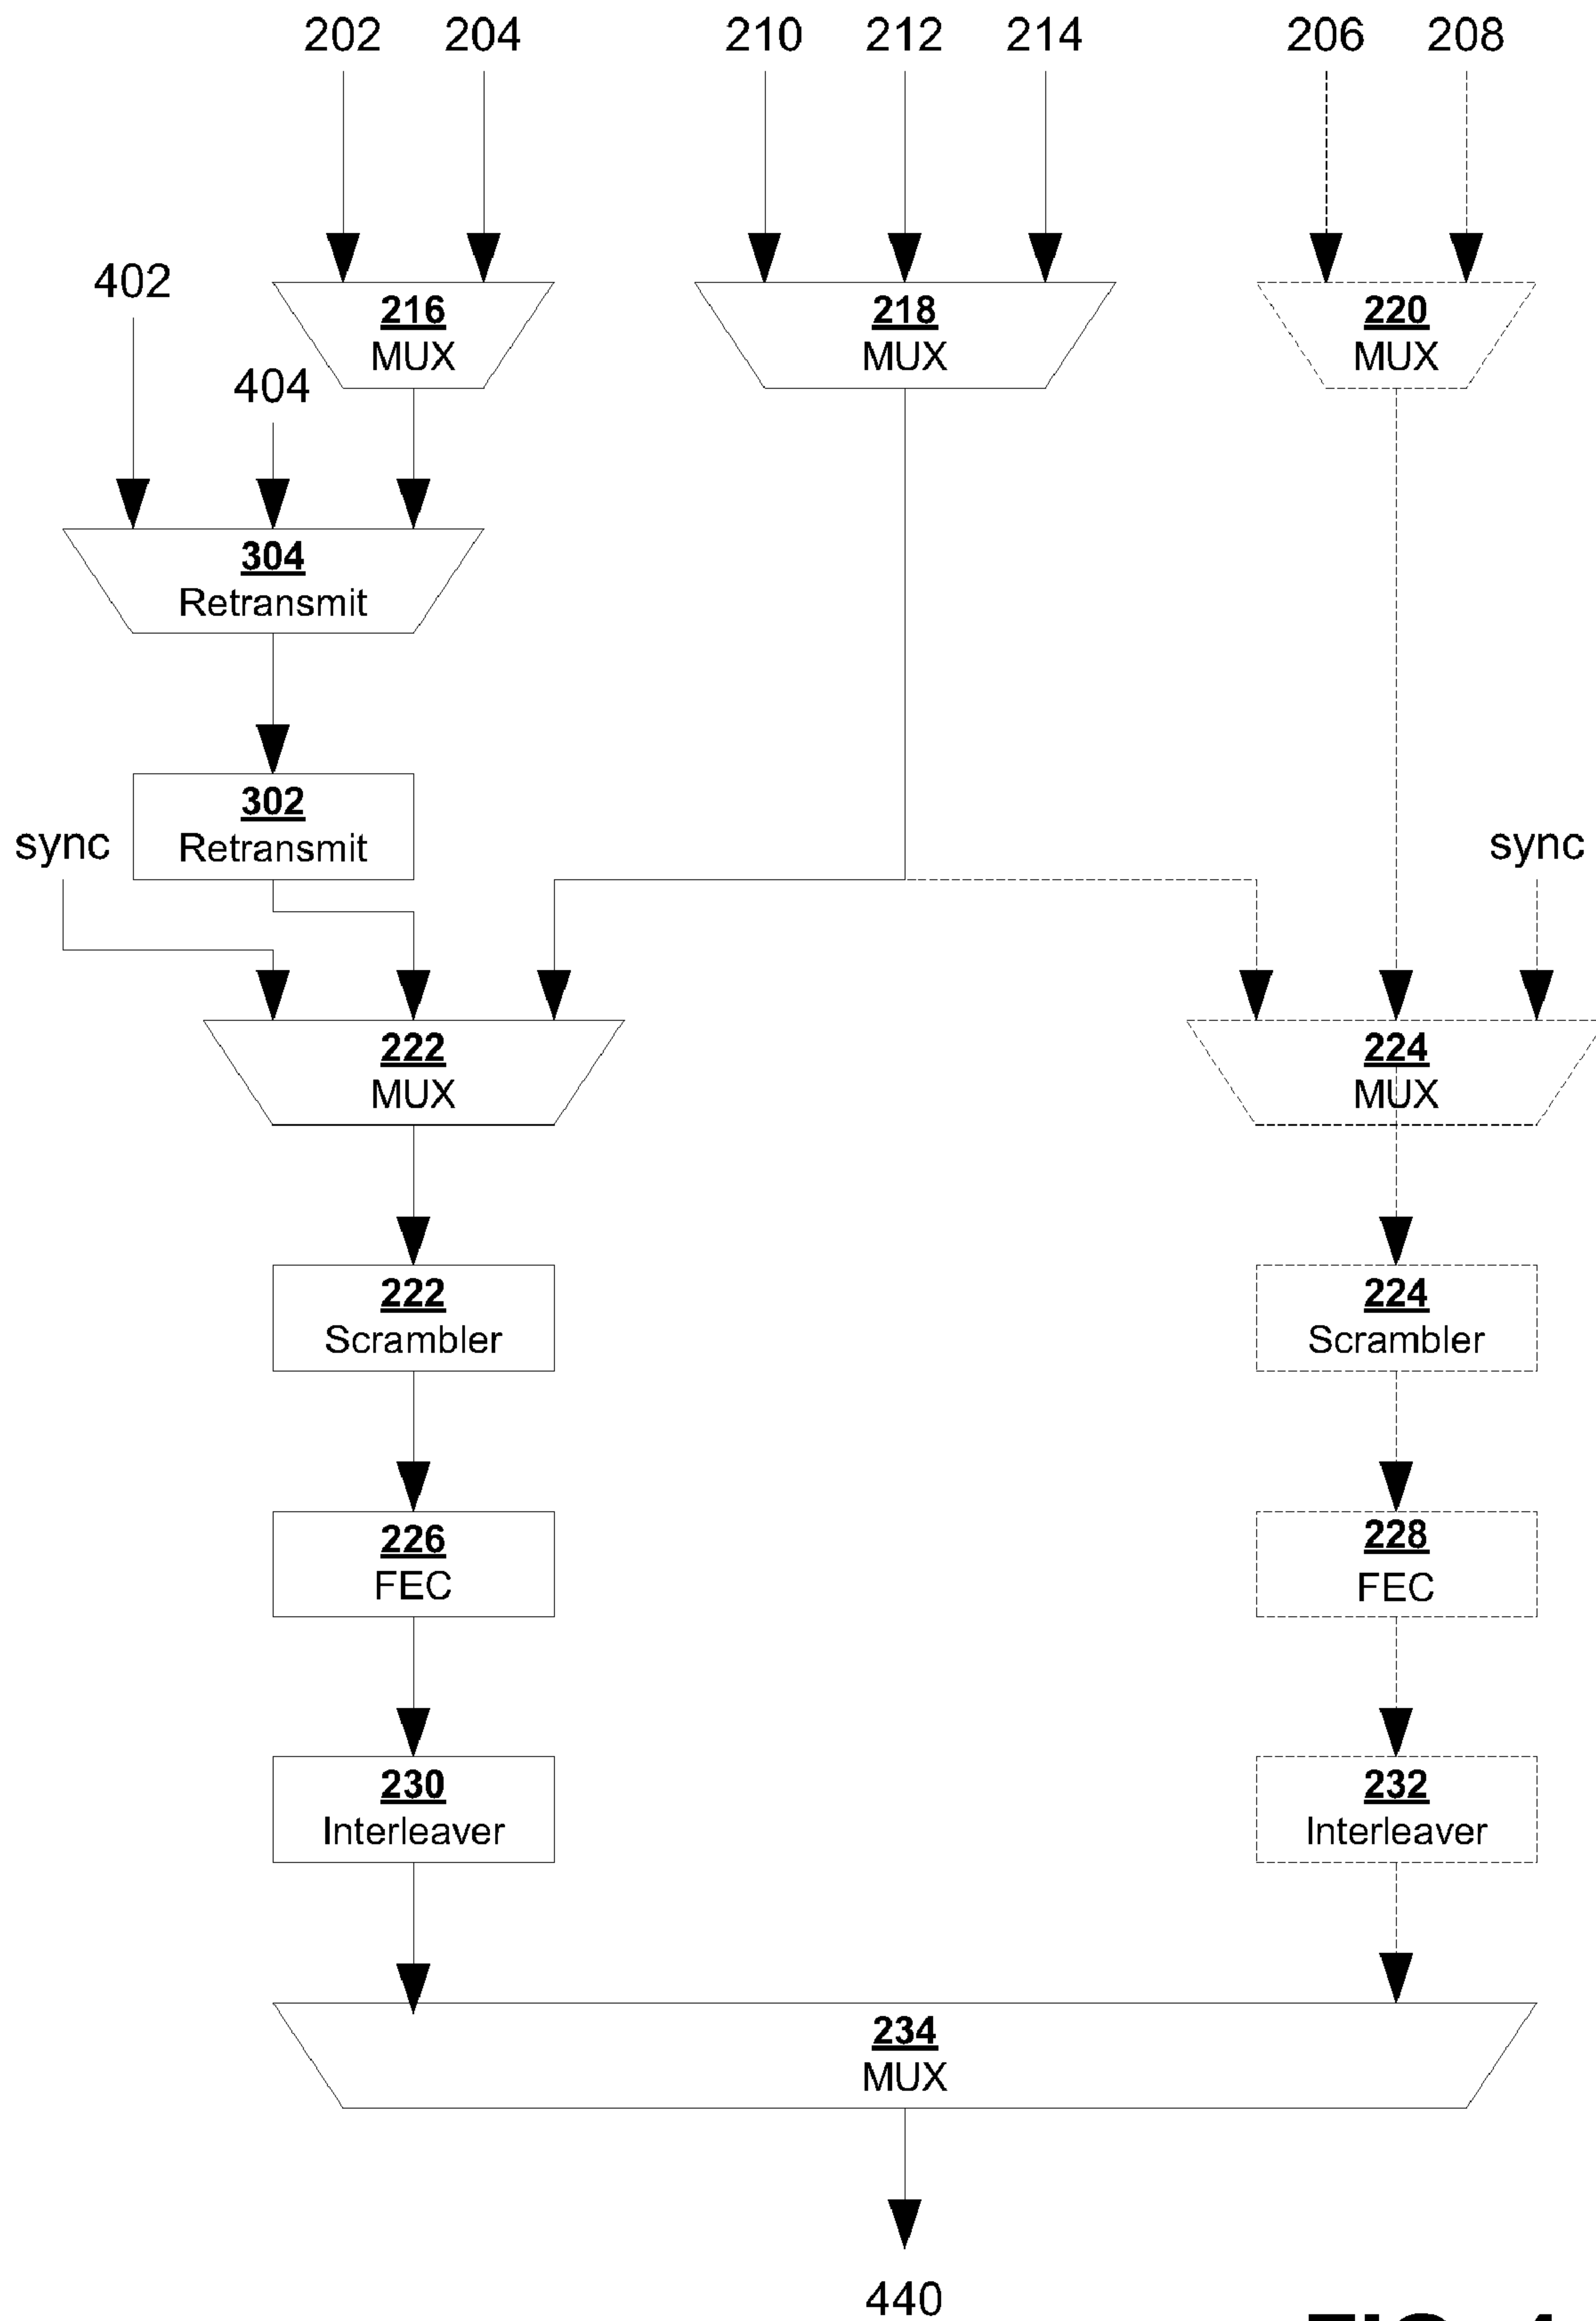 202 204 210 212 214 206 208
402
216
MUX
218
MUX
220
MUX
404
304
Retransmit
302
Retransmit
sync
sync
222
MUX
224
MUX
222
Scrambler
224
Scrambler
226
FEC
228
FEC
230
Interleaver
232
Interleaver
234
MUX
440